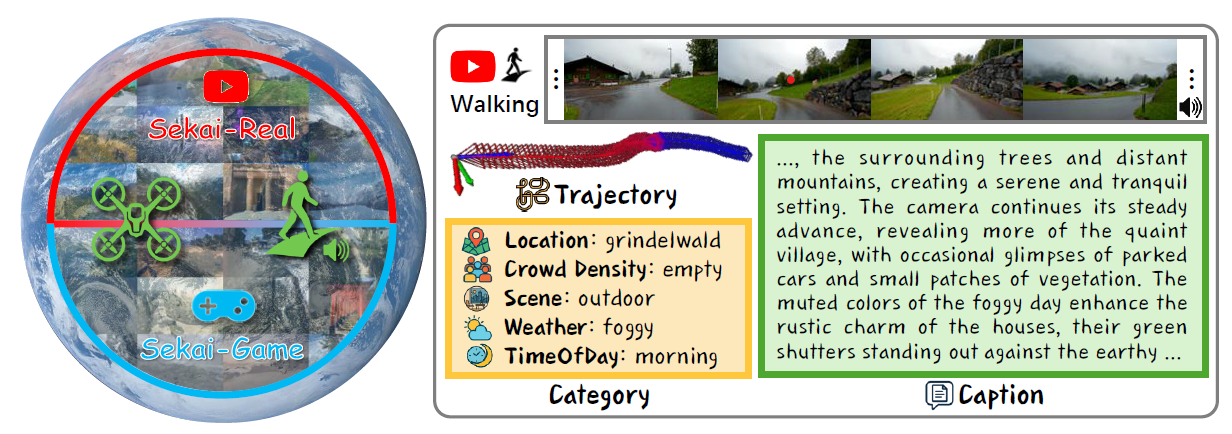 Sekai-Real
Sekai-Game
Walking
Trajectory
Location: grindelwald
Crowd Density: empty
Scene: outdoor
Weather: foggy
TimeOfDay: morning
Category
..., the surrounding trees and distant
mountains, creating a serene and tranquil
setting. The camera continues its steady
advance, revealing more of the quaint
village, with occasional glimpses of parked
cars and small patches of vegetation. The
muted colors of the foggy day enhance the
rustic charm of the houses, their green
shutters standing out against the earthy ...
Caption